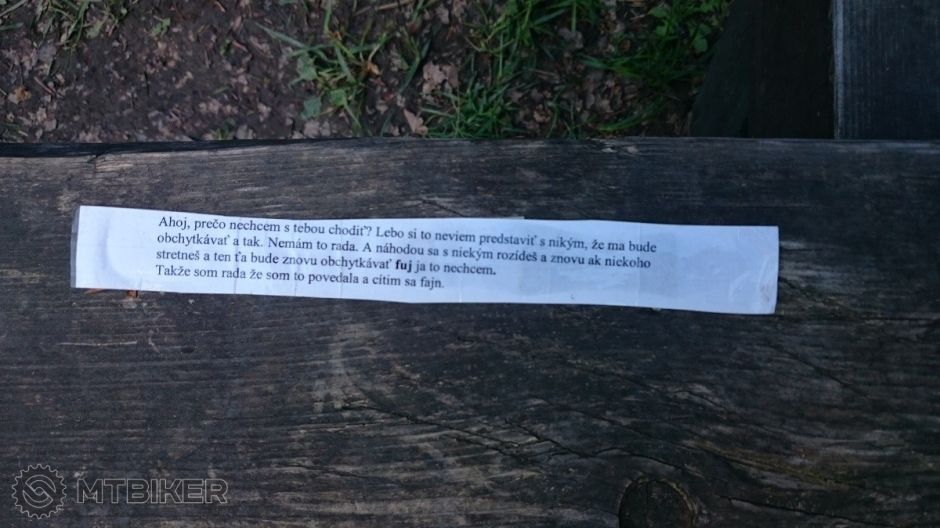 Ahoj, prečo nechcem s tebou chodiť? Lebo si to neviem predstaviť s nikým, že ma bude
obchytkávať a tak. Nemám to rada. A náhodou sa s niekým rozídeš a znovu ak niekoho
stretneš a ten ťa bude znovu obchytkávať fuj ja to nechcem.
Takže som rada že som to povedala a cítim sa fajn.
MTBIKER